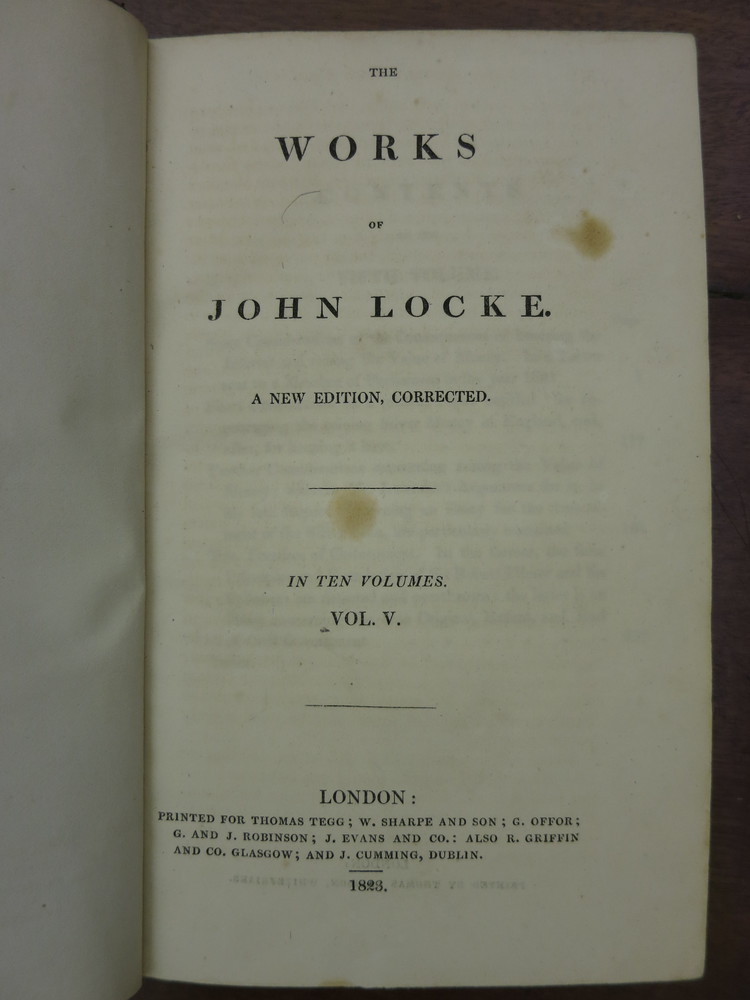 THE
WORKS
OF
JOHN LOCKE.
A NEW EDITION, CORRECTED.
IN TEN VOLUMES.
VOL. V.
LONDON:
PRINTED FOR THOMAS TEGG; W. SHARPE AND SON; G. OFFOR;
G. AND J. ROBINSON; J. EVANS AND CO.: ALSO R. GRIFFIN
AND CO. GLASGOW; AND J. CUMMING, DUBLIN.
1823.